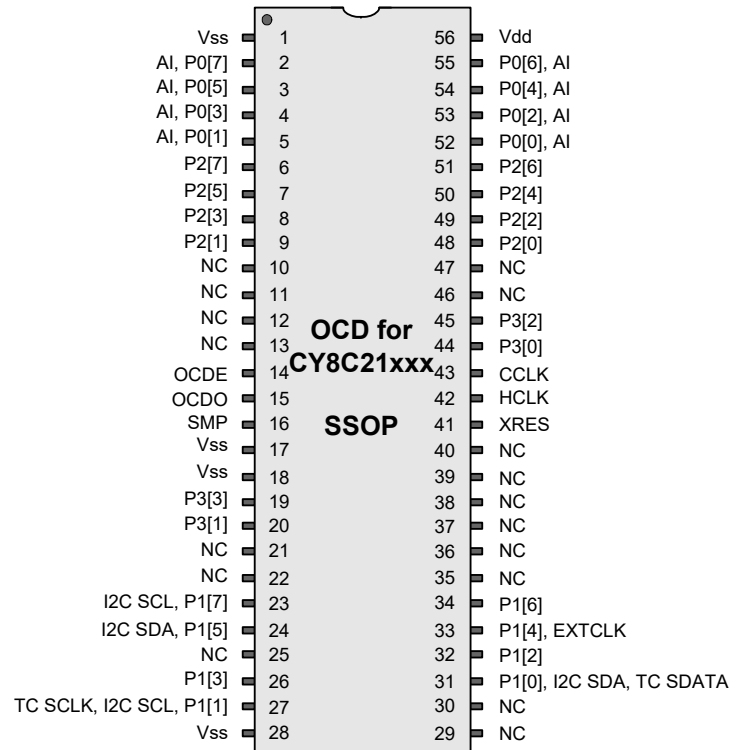 Vss 1 56 Vdd
AI, P0[7] 2 55 P0[6], AI
AI, P0[5] 3 54 P0[4], AI
AI, P0[3] 4 53 P0[2], AI
AI, P0[1] 5 52 P0[0], AI
P2[7] 6 51 P2[6]
P2[5] 7 50 P2[4]
P2[3] 8 49 P2[2]
P2[1] 9 48 P2[0]
NC 10 47 NC
NC 11 46 NC
NC 12 45 P3[2]
OCD for
NC 13 44 P3[0]
CY8C21xxx
OCDE 14 43 CCLK
OCDO 15 42 HCLK
SMP 16 SSOP 41 XRES
Vss 17 40 NC
Vss 18 39 NC
P3[3] 19 38 NC
P3[1] 20 37 NC
NC 21 36 NC
NC 22 35 NC
I2C SCL, P1[7] 23 34 P1[6]
I2C SDA, P1[5] 24 33 P1[4], EXTCLK
NC 25 32 P1[2]
P1[3] 26 31 P1[0], I2C SDA, TC SDATA
TC SCLK, I2C SCL, P1[1] 27 30 NC
Vss 28 29 NC